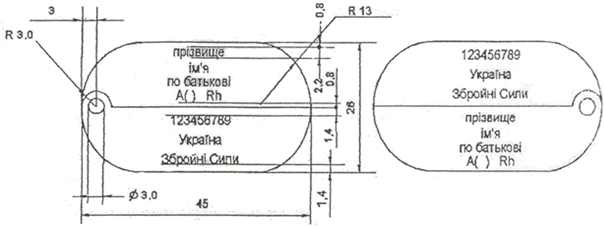 3
R 3,0
0,8
R 13
прізвище
ім'я
по батькові
A( ) Rh
2,2
0,8
123456789
Україна
Збройні Сили
1,4
26
1,4
Ø 3,0
45
123456789
Україна
Збройні Сили
прізвище
ім'я
по батькові
A( ) Rh